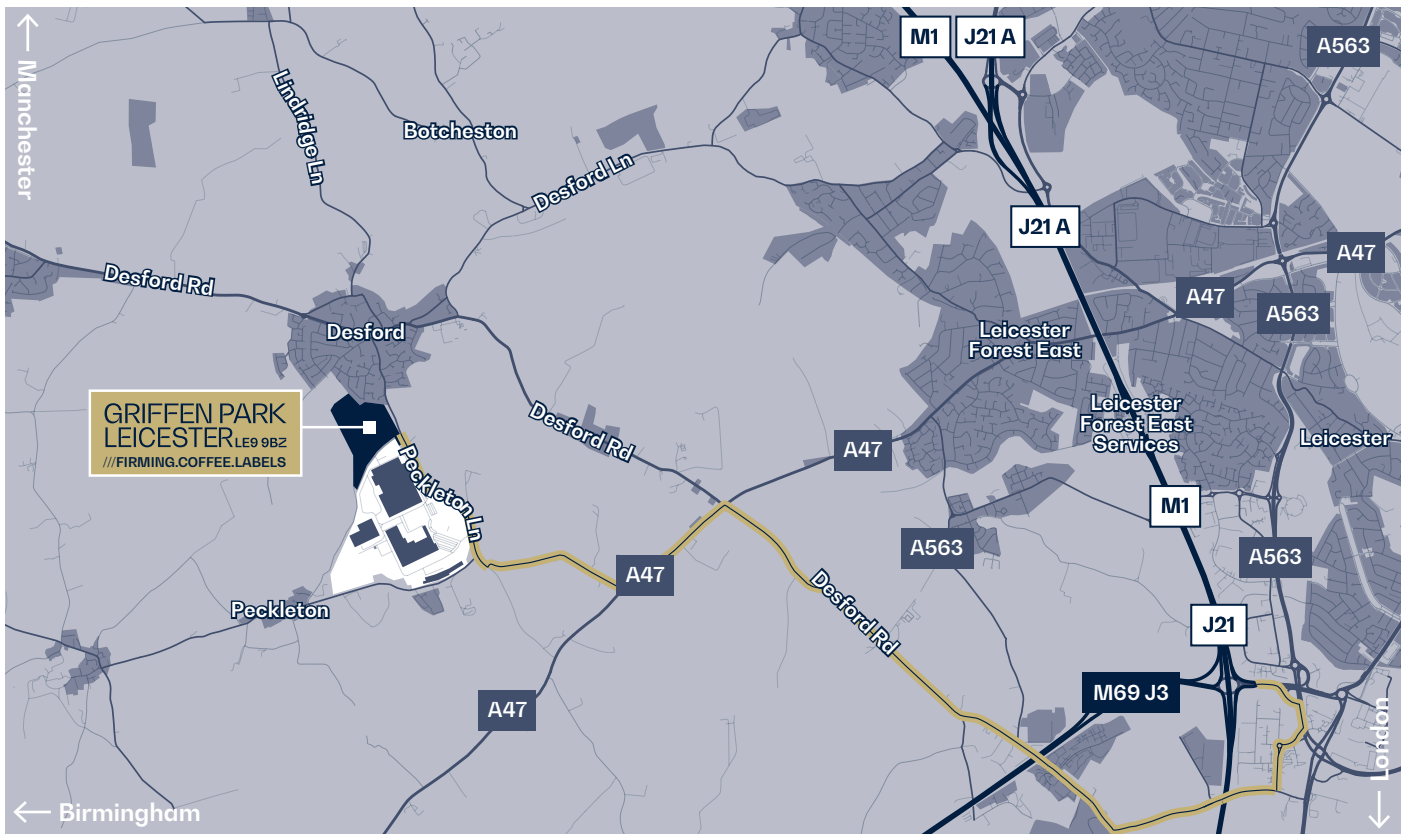 M1
J21 A
A563
Manchester
Lindridge Ln
Botcheston
Desford Ln
J21 A
A47
Desford Rd
A47
A563
Desford
Leicester
Forest East
GRIFFEN PARK
LEICESTER LE9 9BZ
///FIRMING.COFFEE.LABELS
Desford Rd
Leicester
Forest East
Services
Leicester
A47
Peckleton Ln
M1
A563
A563
A47
Peckleton
Desford Rd
J21
M69 J3
A47
London
Birmingham